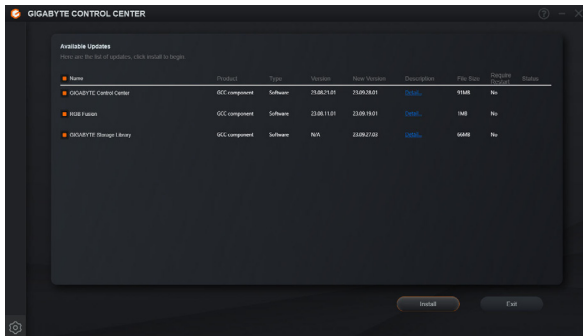 GIGABYTE CONTROL CENTER
Available Updates
Here are the list of updates, click install to begin.
Name Product Type Version New Version Description File Size Require Restart Status
GIGABYTE Control Center GCC component Software 23.08.21.01 23.09.28.01 Detail... 91MB No
RGB Fusion GCC component Software 23.08.11.01 23.09.19.01 Detail... 1MB No
GIGABYTE Storage Library GCC component Software N/A 23.09.27.03 Detail... 66MB No
Install Exit